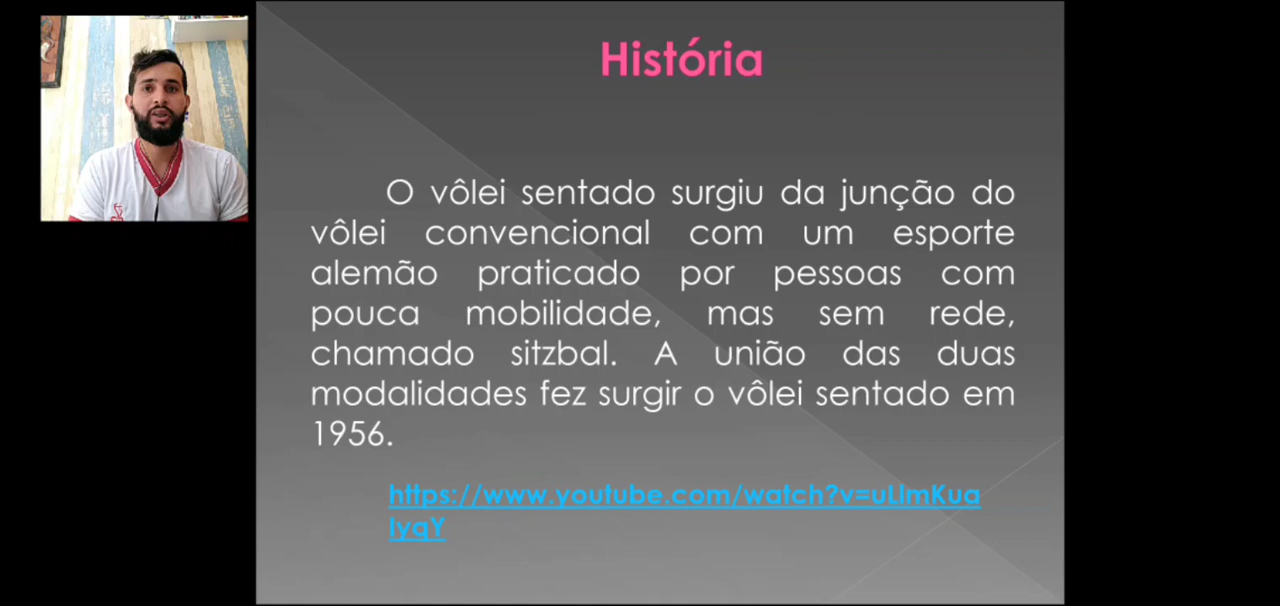 História
O vôlei sentado surgiu da junção do
vôlei convencional com um esporte
alemão praticado por pessoas com
pouca mobilidade, mas sem rede,
chamado sitzbal. A união das duas
modalidades fez surgir o vôlei sentado em
1956.
https://www.youtube.com/watch?v=uLlmKua
lyqY